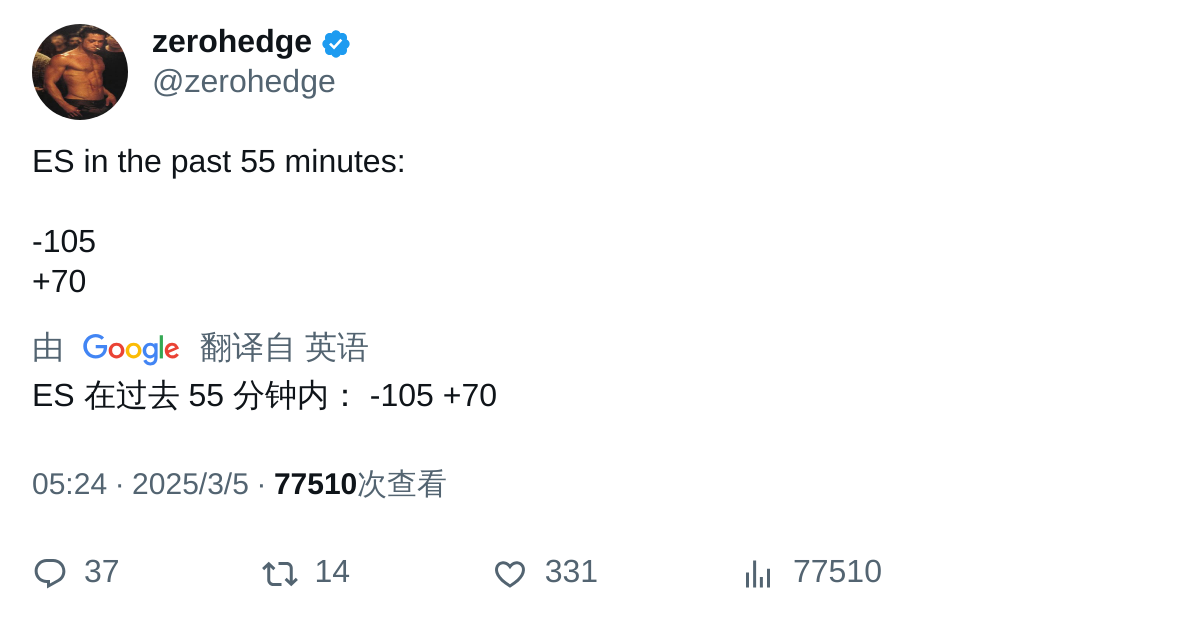 zerohedge
@zerohedge
ES in the past 55 minutes:
-105
+70
由 Google 翻译自 英语
ES 在过去 55 分钟内： -105 +70
05:24 · 2025/3/5 · 77510次查看
37 14 331 77510